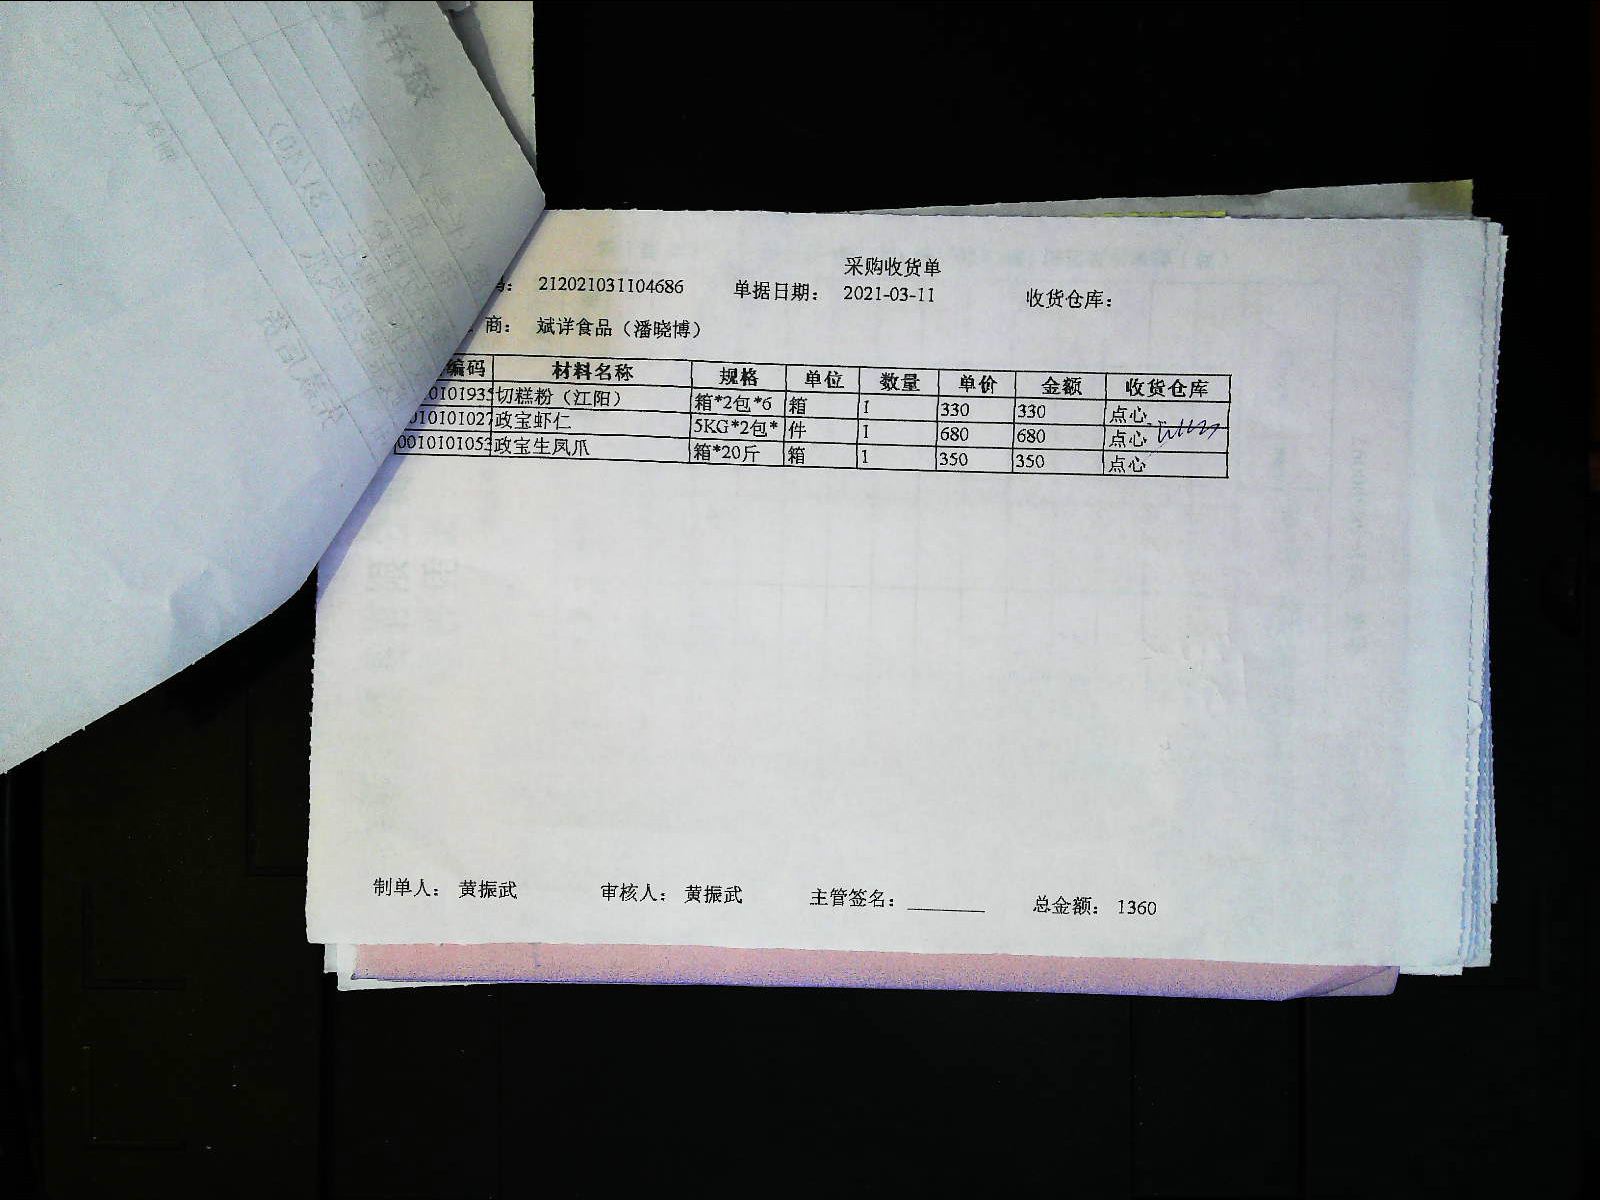 采购收货单
码： 212021031104686 单据日期： 2021-03-11 收货仓库：
商： 斌详食品（潘晓博）
编码 材料名称 规格 单位 数量 单价 金额 收货仓库
0101935 切糕粉（江阳） 箱*2包*6 箱 1 330 330 点心
010101027 政宝虾仁 5KG*2包* 件 1 680 680 点心
0010101053 政宝生凤爪 箱*20斤 箱 1 350 350 点心
制单人： 黄振武 审核人： 黄振武 主管签名： 总金额： 1360